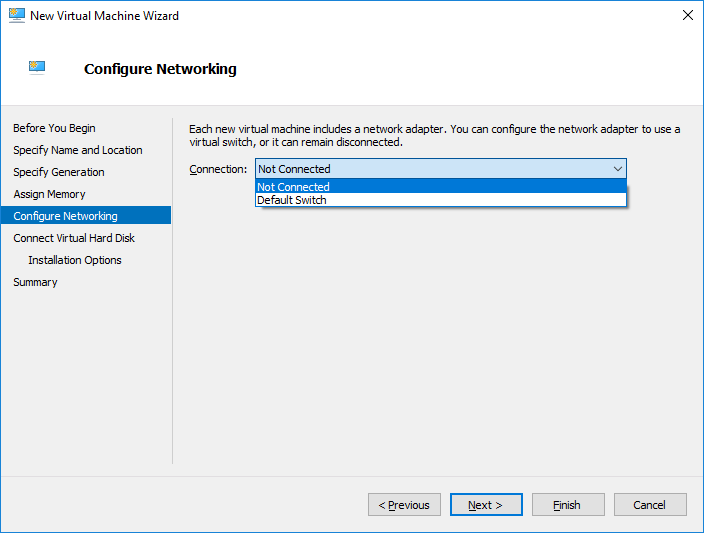 New Virtual Machine Wizard
Configure Networking
Before You Begin
Specify Name and Location
Specify Generation
Assign Memory
Configure Networking
Connect Virtual Hard Disk
Installation Options
Summary
Each new virtual machine includes a network adapter. You can configure the network adapter to use a
virtual switch, or it can remain disconnected.
Connection: Not Connected
Not Connected
Default Switch
< Previous Next > Finish Cancel